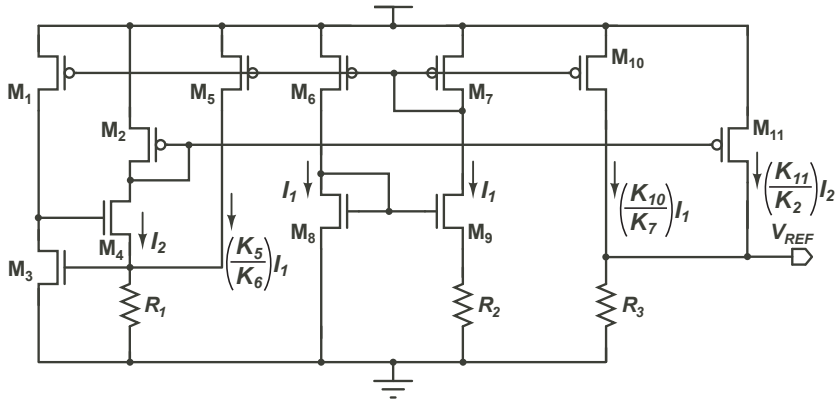 M10
M1
M5
M6
M7
M2
M11
I1
I1
(K10/K7)I1
(K11/K2)I2
M4
I2
M8
M9
VREF
M3
(K5/K6)I1
R1
R2
R3